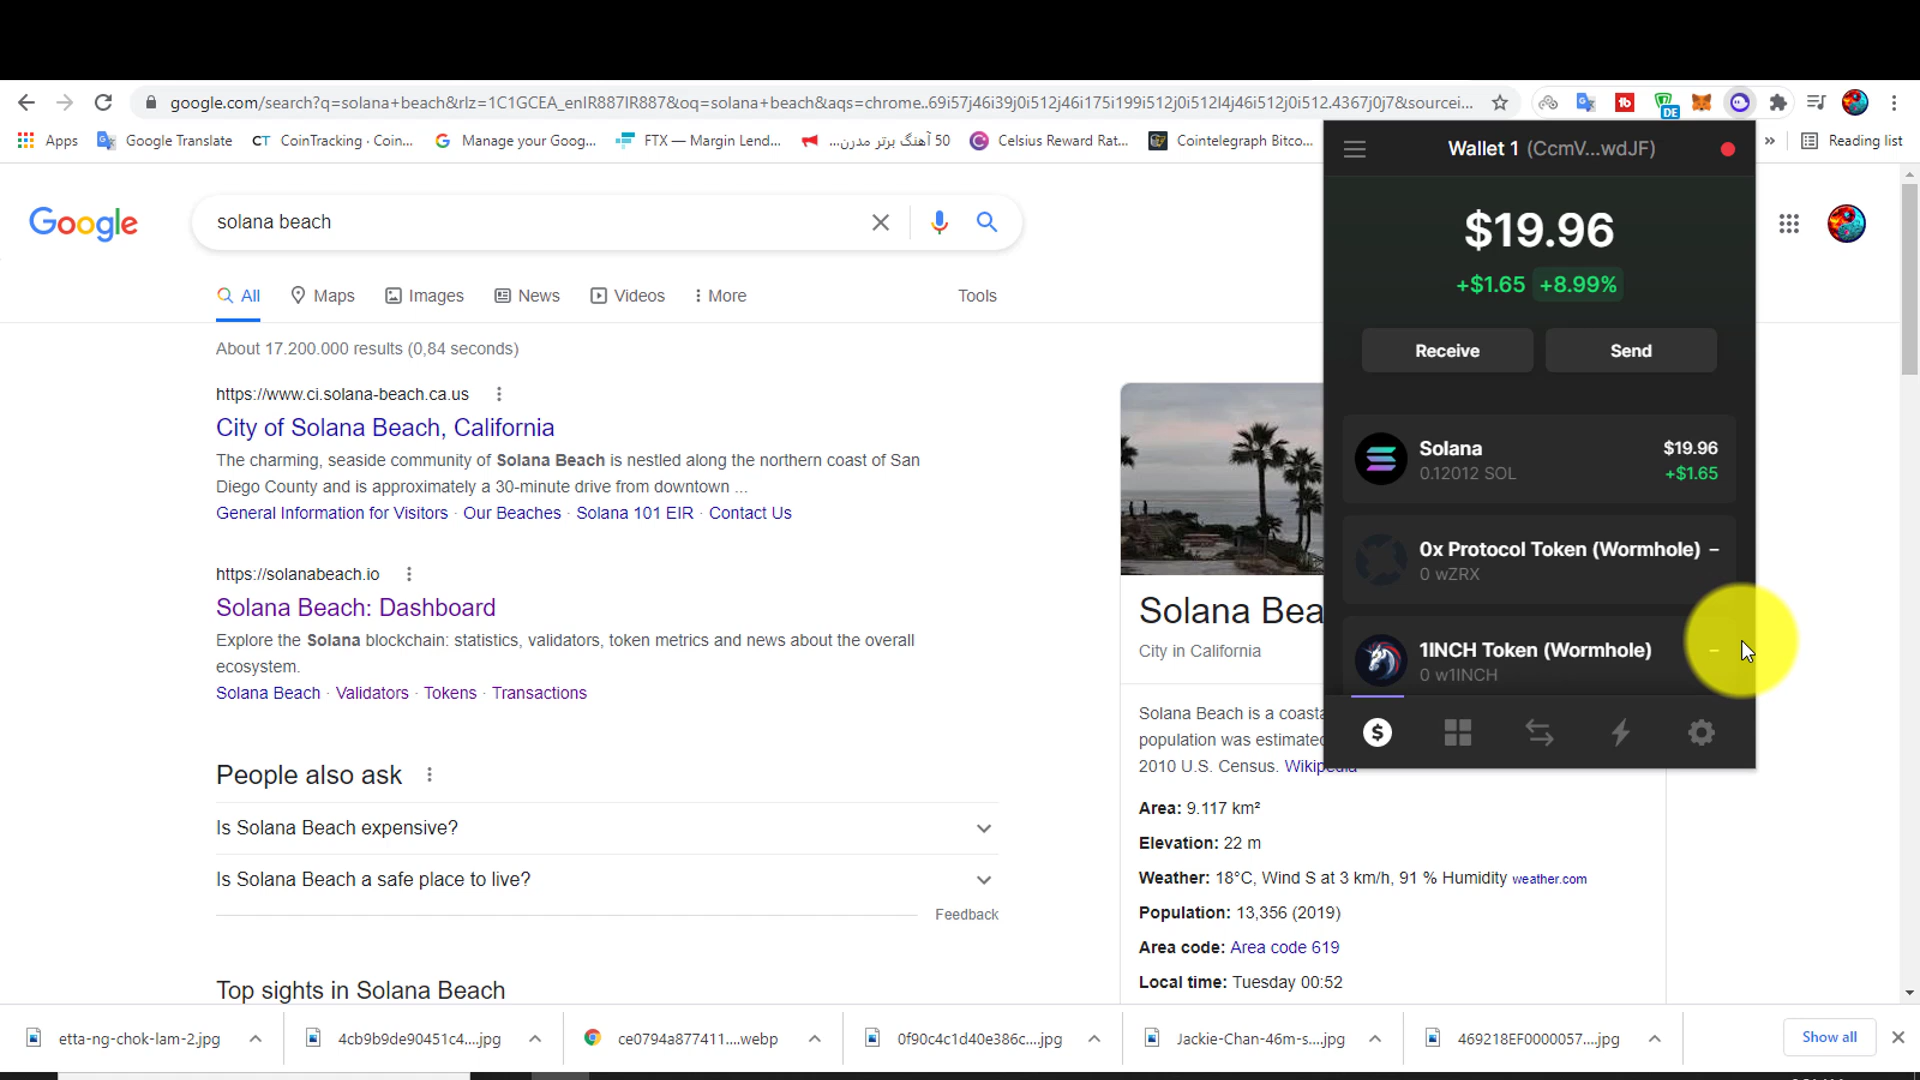 google.com/search?q=solana+beach&rlz=1C1GCEA_enIR887IR887&oq=solana+beach&aqs=chrome..69i57j46i39j0i512j46i175i199i512j0i512l4j46i512j0i512.4367j0j7&sourcei...
DE
Apps
Google Translate
CT CoinTracking - Coin...
Manage your Goog...
FTX — Margin Lend...
50 آهنگ برتر مدرن...
Celsius Reward Rat...
Cointelegraph Bitco...
»
Reading list
Google
solana beach
All
Maps
Images
News
Videos
More
Tools
About 17.200.000 results (0,84 seconds)
https://www.ci.solana-beach.ca.us
City of Solana Beach, California
The charming, seaside community of Solana Beach is nestled along the northern coast of San
Diego County and is approximately a 30-minute drive from downtown ...
General Information for Visitors · Our Beaches · Solana 101 EIR · Contact Us
https://solanabeach.io
Solana Beach: Dashboard
Explore the Solana blockchain: statistics, validators, token metrics and news about the overall
ecosystem.
Solana Beach · Validators · Tokens · Transactions
People also ask
Is Solana Beach expensive?
Is Solana Beach a safe place to live?
Feedback
Top sights in Solana Beach
Wallet 1 (CcmV...wdJF)
$19.96
+$1.65 +8.99%
Receive
Send
Solana
$19.96
0.12012 SOL
+$1.65
0x Protocol Token (Wormhole) –
0 wZRX
1INCH Token (Wormhole) –
0 w1INCH
$
Solana Bea
City in California
Solana Beach is a coasta
population was estimated
2010 U.S. Census. Wikipedia
Area: 9.117 km²
Elevation: 22 m
Weather: 18°C, Wind S at 3 km/h, 91 % Humidity weather.com
Population: 13,356 (2019)
Area code: Area code 619
Local time: Tuesday 00:52
etta-ng-chok-lam-2.jpg
4cb9b9de90451c4....jpg
ce0794a877411....webp
0f90c4c1d40e386c....jpg
Jackie-Chan-46m-s....jpg
469218EF0000057....jpg
Show all